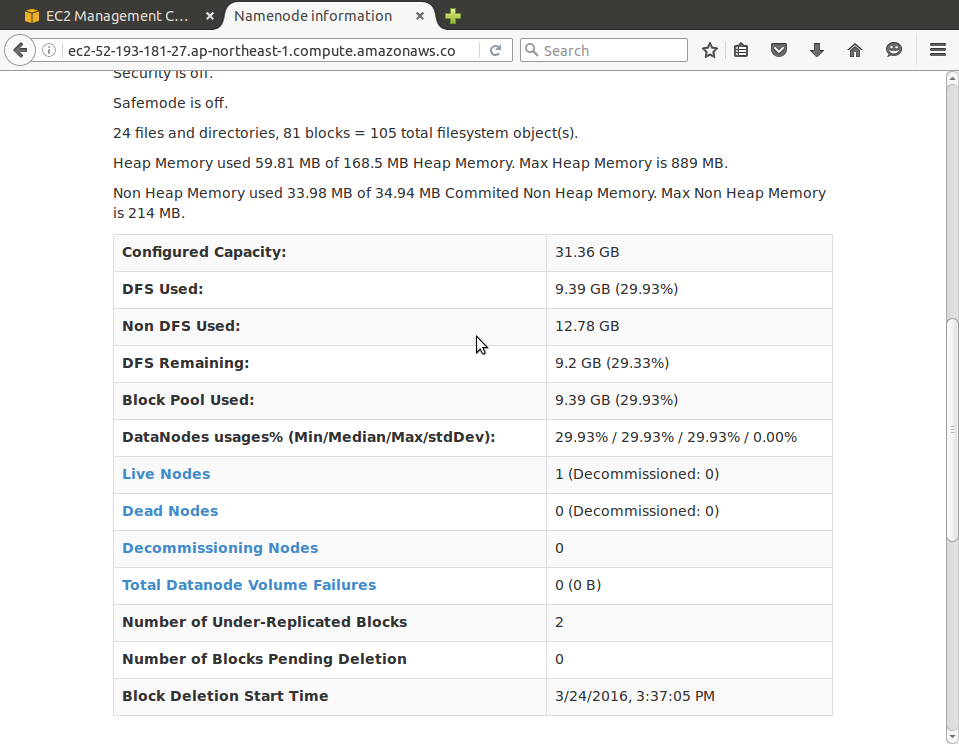 EC2 Management C...
Namenode information
ec2-52-193-181-27.ap-northeast-1.compute.amazonaws.co
Search
Security is off.
Safemode is off.
24 files and directories, 81 blocks = 105 total filesystem object(s).
Heap Memory used 59.81 MB of 168.5 MB Heap Memory. Max Heap Memory is 889 MB.
Non Heap Memory used 33.98 MB of 34.94 MB Commited Non Heap Memory. Max Non Heap Memory
is 214 MB.
Configured Capacity: 31.36 GB
DFS Used: 9.39 GB (29.93%)
Non DFS Used: 12.78 GB
DFS Remaining: 9.2 GB (29.33%)
Block Pool Used: 9.39 GB (29.93%)
DataNodes usages% (Min/Median/Max/stdDev): 29.93% / 29.93% / 29.93% / 0.00%
Live Nodes 1 (Decommissioned: 0)
Dead Nodes 0 (Decommissioned: 0)
Decommissioning Nodes 0
Total Datanode Volume Failures 0 (0 B)
Number of Under-Replicated Blocks 2
Number of Blocks Pending Deletion 0
Block Deletion Start Time 3/24/2016, 3:37:05 PM